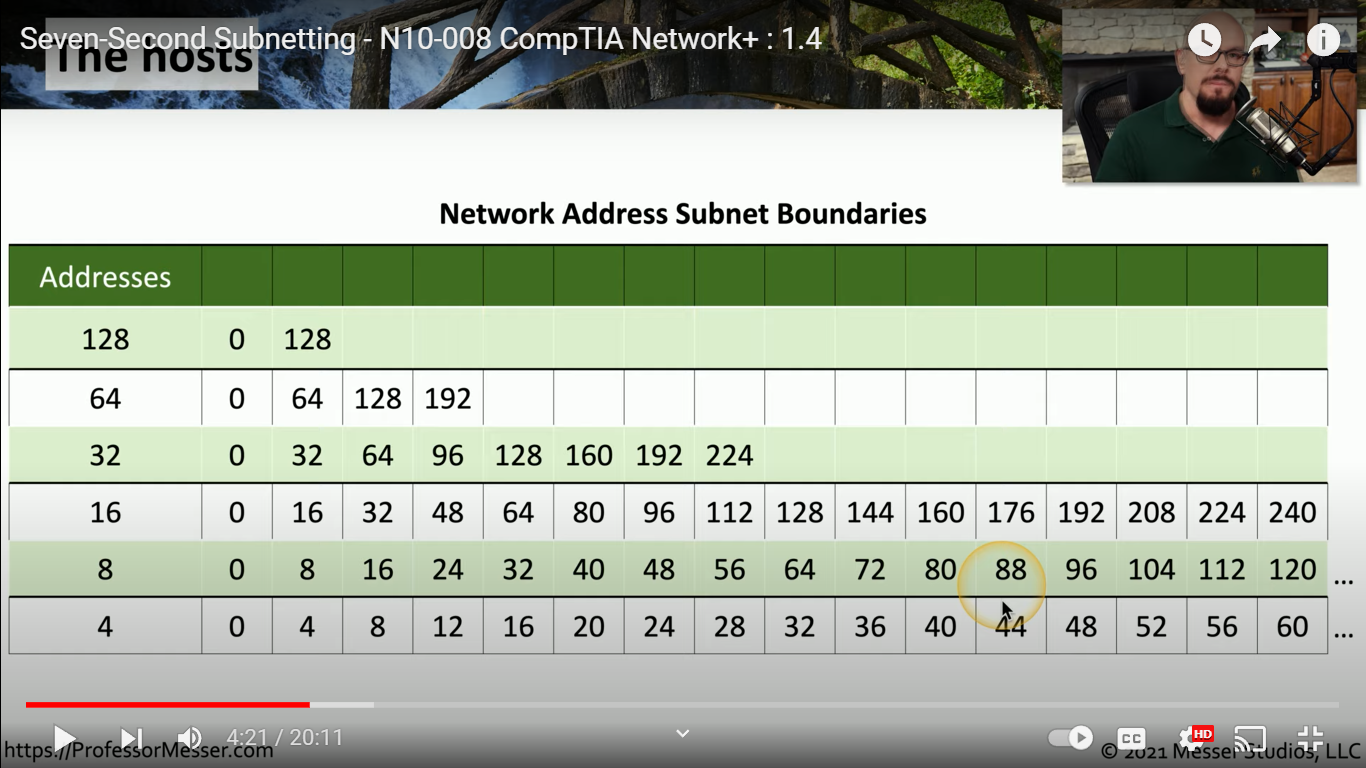 Seven-Second Subnetting - N10-008 CompTIA Network+ : 1.4
The hosts
Network Address Subnet Boundaries
Addresses
128 0 128
64 0 64 128 192
32 0 32 64 96 128 160 192 224
16 0 16 32 48 64 80 96 112 128 144 160 176 192 208 224 240
8 0 8 16 24 32 40 48 56 64 72 80 88 96 104 112 120 ...
4 0 4 8 12 16 20 24 28 32 36 40 44 48 52 56 60 ...
4:21 / 20:11 CC HD
https://ProfessorMesser.com © 2021 Messer Studios, LLC